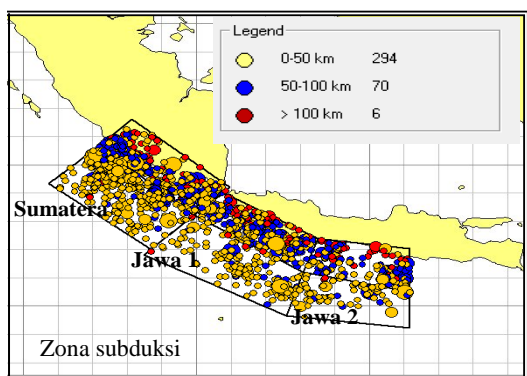 Legend
0-50 km 294
50-100 km 70
> 100 km 6
Sumatera
Jawa 1
Jawa 2
Zona subduksi